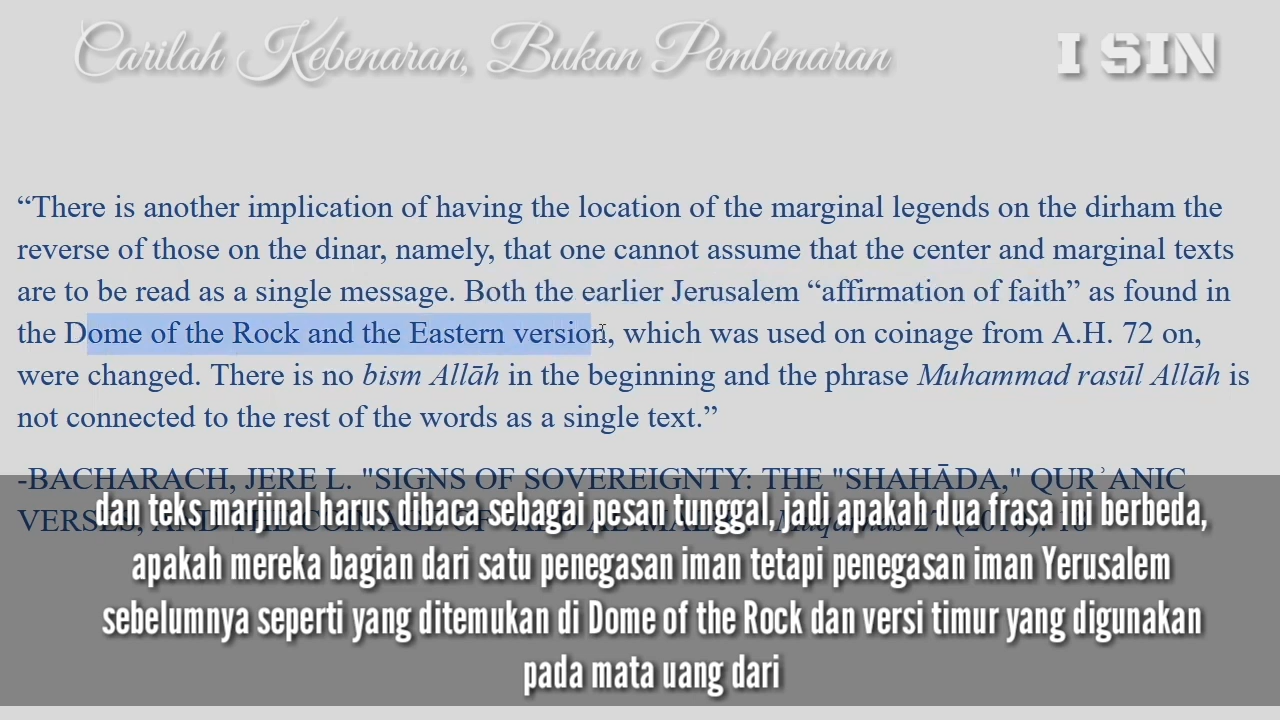 Carilah Kebenaran, Bukan Pembenaran
I SIN
“There is another implication of having the location of the marginal legends on the dirham the
reverse of those on the dinar, namely, that one cannot assume that the center and marginal texts
are to be read as a single message. Both the earlier Jerusalem “affirmation of faith” as found in
the Dome of the Rock and the Eastern version, which was used on coinage from A.H. 72 on,
were changed. There is no bism Allāh in the beginning and the phrase Muhammad rasūl Allāh is
not connected to the rest of the words as a single text.”
-BACHARACH, JERE L. "SIGNS OF SOVEREIGNTY: THE "SHAHĀDA," QURʾANIC
dan teks marjinal harus dibaca sebagai pesan tunggal, jadi apakah dua frasa ini berbeda,
apakah mereka bagian dari satu penegasan iman tetapi penegasan iman Yerusalem
sebelumnya seperti yang ditemukan di Dome of the Rock dan versi timur yang digunakan
pada mata uang dari